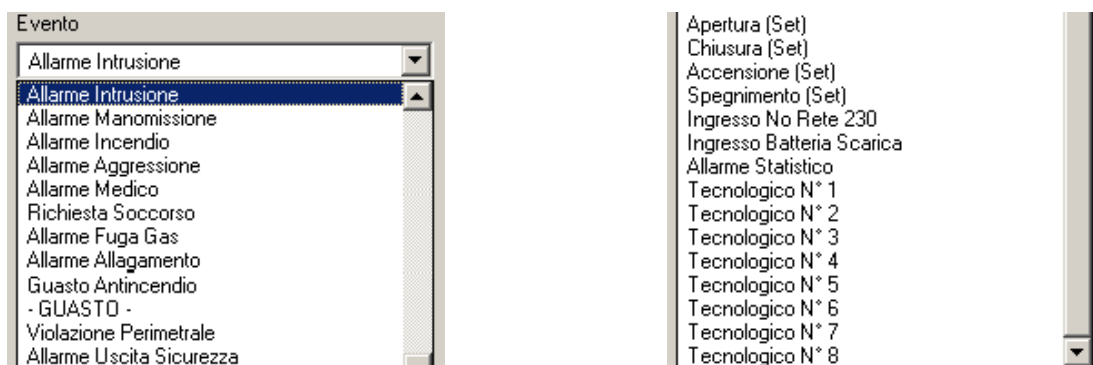 Evento
Allarme Intrusione
Allarme Intrusione
Allarme Manomissione
Allarme Incendio
Allarme Aggressione
Allarme Medico
Richiesta Soccorso
Allarme Fuga Gas
Allarme Allagamento
Guasto Antincendio
- GUASTO -
Violazione Perimetrale
Allarme Uscita Sicurezza
Apertura (Set)
Chiusura (Set)
Accensione (Set)
Spegnimento (Set)
Ingresso No Rete 230
Ingresso Batteria Scarica
Allarme Statistico
Tecnologico N° 1
Tecnologico N° 2
Tecnologico N° 3
Tecnologico N° 4
Tecnologico N° 5
Tecnologico N° 6
Tecnologico N° 7
Tecnologico N° 8